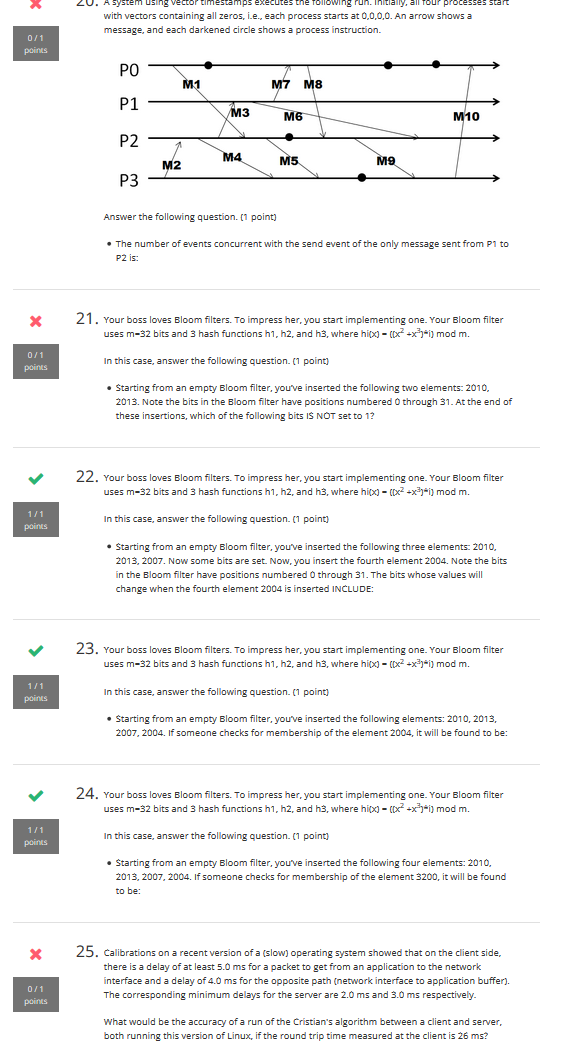 20. A system using vector timestamps executes the following run. Initially, all four processes start
with vectors containing all zeros, i.e., each process starts at 0,0,0,0. An arrow shows a
message, and each darkened circle shows a process instruction.
0 / 1
points
P0
M1
M7 M8
P1
M3
M6
M10
P2
M2
M4
M5
M9
P3
Answer the following question. (1 point)
• The number of events concurrent with the send event of the only message sent from P1 to
P2 is:
21. Your boss loves Bloom filters. To impress her, you start implementing one. Your Bloom filter
uses m=32 bits and 3 hash functions h1, h2, and h3, where hi(x) = ((x² +x³)*i) mod m.
0 / 1
points
In this case, answer the following question. (1 point)
• Starting from an empty Bloom filter, you've inserted the following two elements: 2010,
2013. Note the bits in the Bloom filter have positions numbered 0 through 31. At the end of
these insertions, which of the following bits IS NOT set to 1?
22. Your boss loves Bloom filters. To impress her, you start implementing one. Your Bloom filter
uses m=32 bits and 3 hash functions h1, h2, and h3, where hi(x) = ((x² +x³)*i) mod m.
1 / 1
points
In this case, answer the following question. (1 point)
• Starting from an empty Bloom filter, you've inserted the following three elements: 2010,
2013, 2007. Now some bits are set. Now, you insert the fourth element 2004. Note the bits
in the Bloom filter have positions numbered 0 through 31. The bits whose values will
change when the fourth element 2004 is inserted INCLUDE:
23. Your boss loves Bloom filters. To impress her, you start implementing one. Your Bloom filter
uses m=32 bits and 3 hash functions h1, h2, and h3, where hi(x) = ((x² +x³)*i) mod m.
1 / 1
points
In this case, answer the following question. (1 point)
• Starting from an empty Bloom filter, you've inserted the following elements: 2010, 2013,
2007, 2004. If someone checks for membership of the element 2004, it will be found to be:
24. Your boss loves Bloom filters. To impress her, you start implementing one. Your Bloom filter
uses m=32 bits and 3 hash functions h1, h2, and h3, where hi(x) = ((x² +x³)*i) mod m.
1 / 1
points
In this case, answer the following question. (1 point)
• Starting from an empty Bloom filter, you've inserted the following four elements: 2010,
2013, 2007, 2004. If someone checks for membership of the element 3200, it will be found
to be:
25. Calibrations on a recent version of a (slow) operating system showed that on the client side,
there is a delay of at least 5.0 ms for a packet to get from an application to the network
interface and a delay of 4.0 ms for the opposite path (network interface to application buffer).
The corresponding minimum delays for the server are 2.0 ms and 3.0 ms respectively.
0 / 1
points
What would be the accuracy of a run of the Cristian's algorithm between a client and server,
both running this version of Linux, if the round trip time measured at the client is 26 ms?